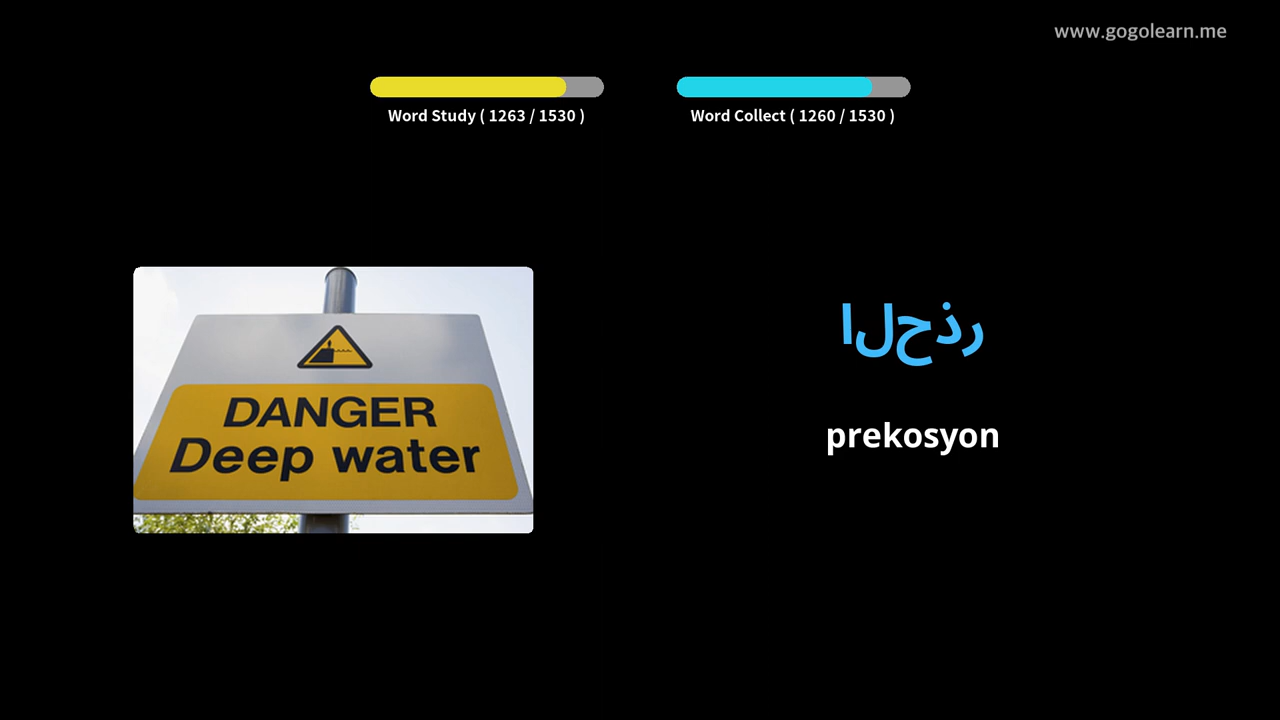 www.gogolearn.me
Word Study ( 1263 / 1530 )
Word Collect ( 1260 / 1530 )
DANGER
Deep water
الحذر
prekosyon